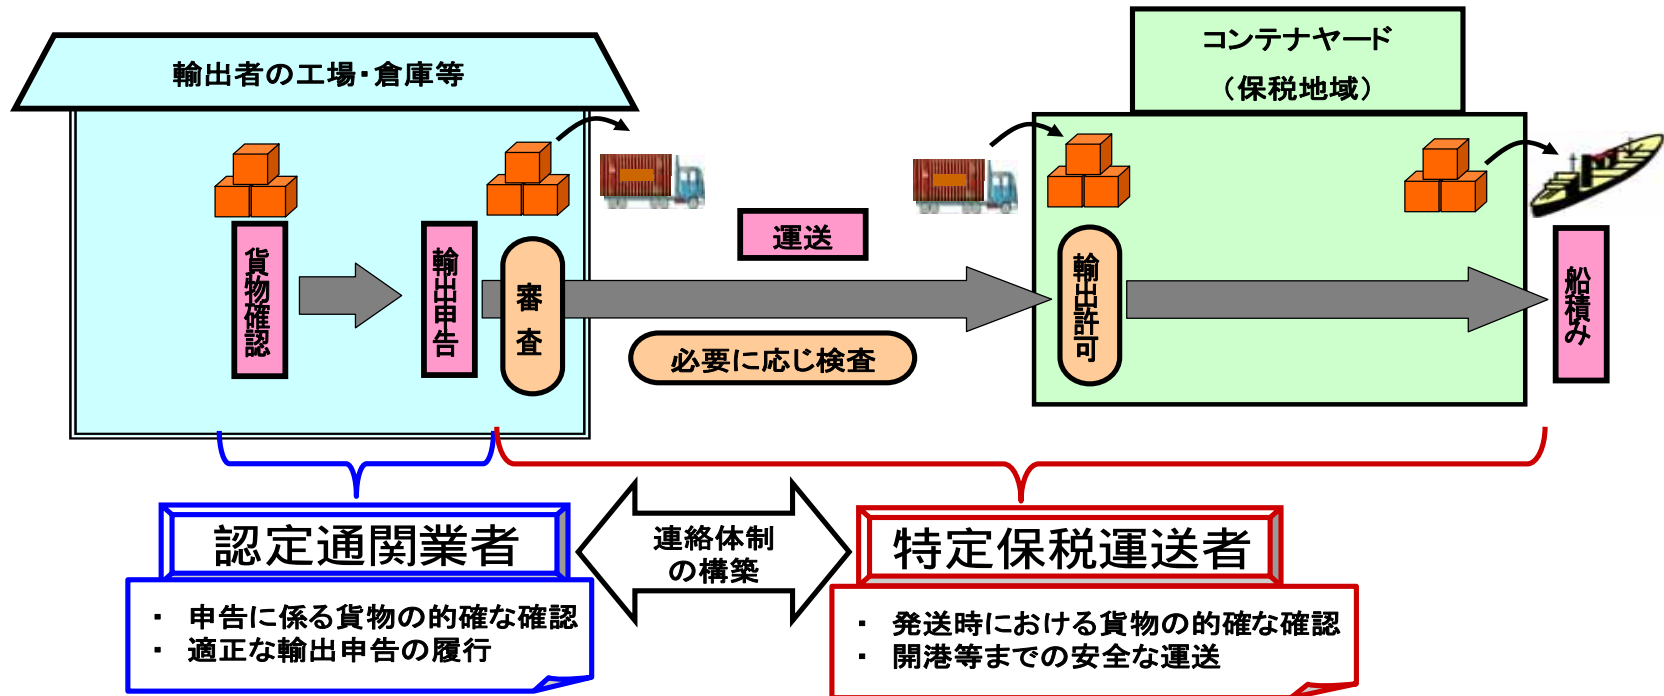 輸出者の工場・倉庫等
コンテナヤード
（保税地域）
貨物確認
輸出申告
審査
運送
必要に応じ検査
輸出許可
船積み
認定通関業者
・ 申告に係る貨物の的確な確認
・ 適正な輸出申告の履行
連絡体制
の構築
特定保税運送者
・ 発送時における貨物の的確な確認
・ 開港等までの安全な運送